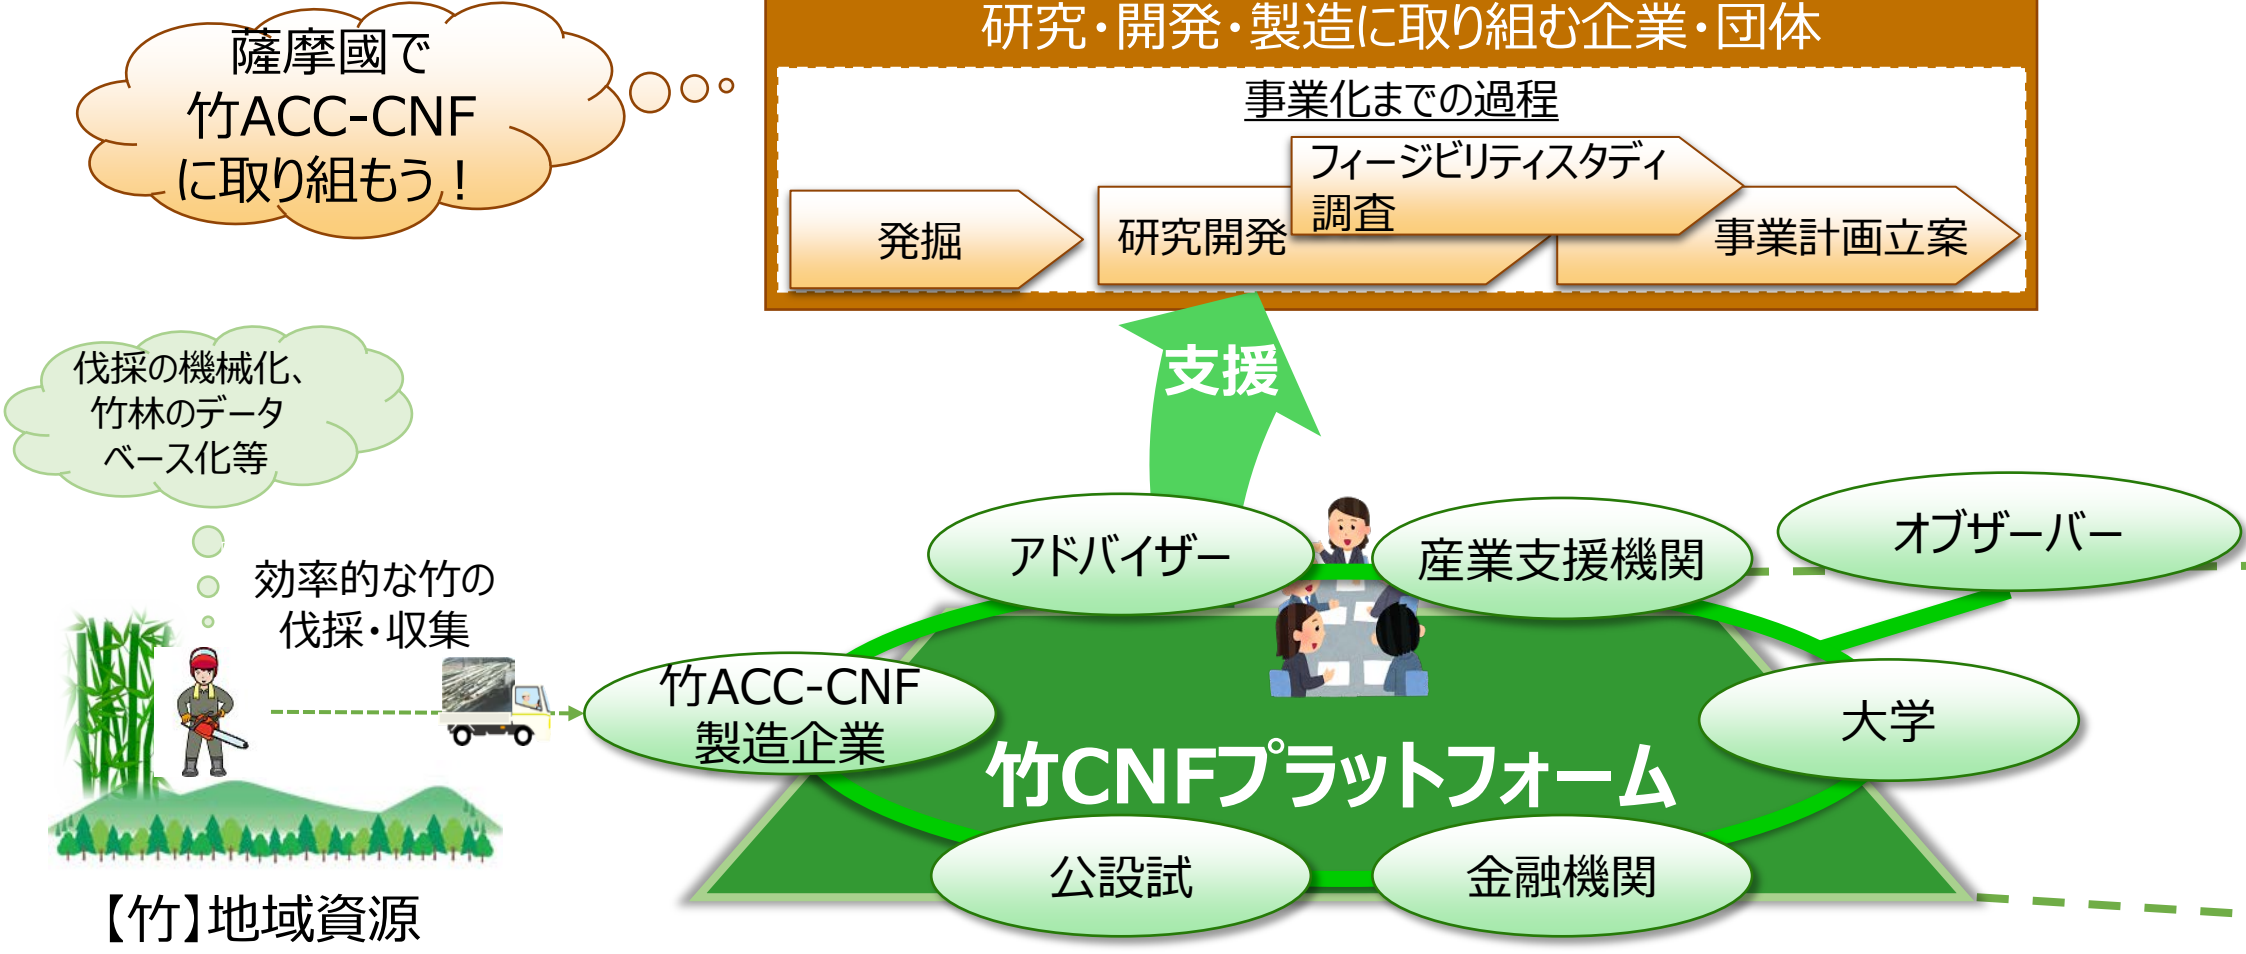 薩摩國で
竹ACC-CNF
に取り組もう！
研究・開発・製造に取り組む企業・団体
事業化までの過程
発掘
研究開発
フィージビリティスタディ
調査
事業計画立案
支援
伐採の機械化、
竹林のデータ
ベース化等
効率的な竹の
伐採・収集
【竹】地域資源
アドバイザー
産業支援機関
オブザーバー
竹ACC-CNF
製造企業
大学
竹CNFプラットフォーム
公設試
金融機関